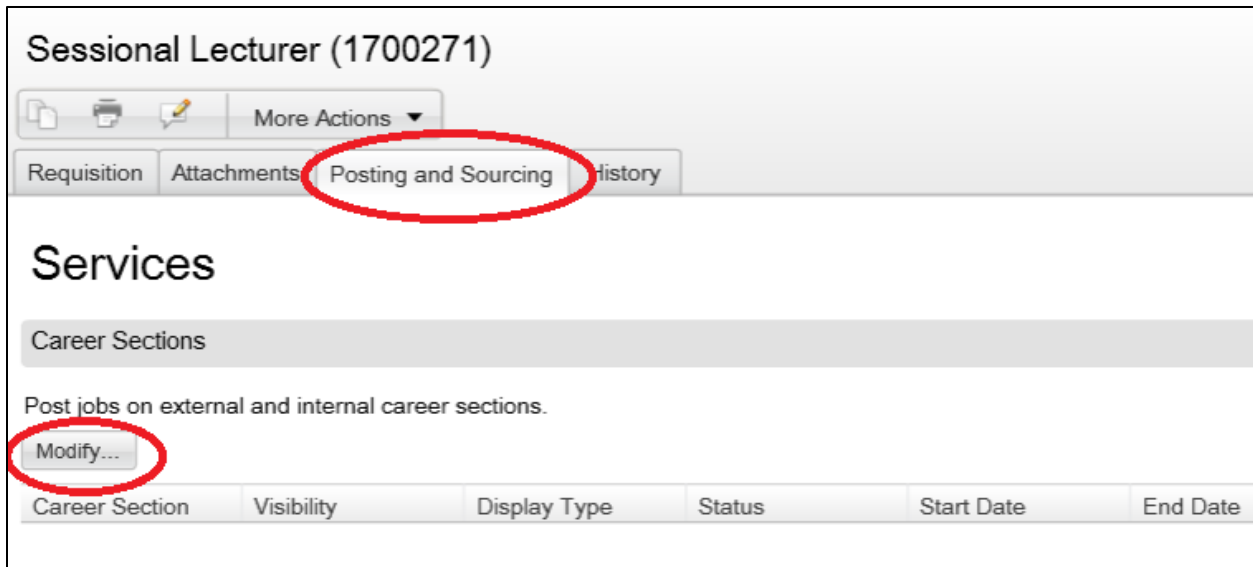 Sessional Lecturer (1700271)
More Actions
Requisition Attachments Posting and Sourcing History
Services
Career Sections
Post jobs on external and internal career sections.
Modify...
Career Section Visibility Display Type Status Start Date End Date